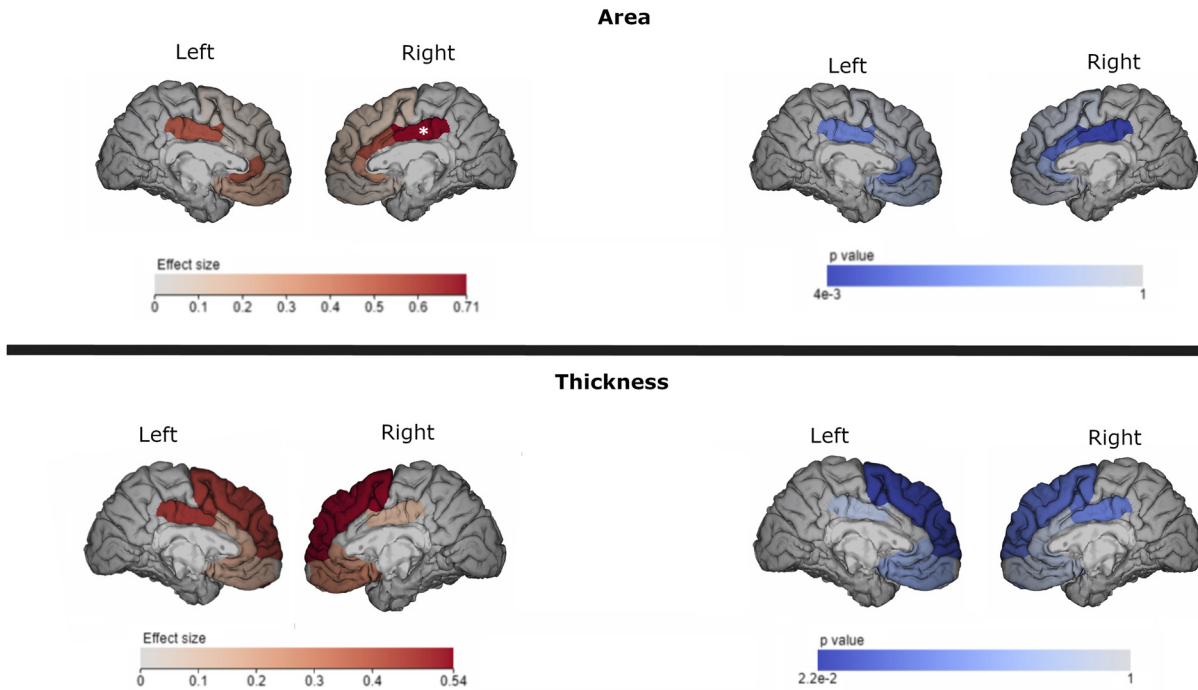 Area
Left
Right
Left
Right
*
Effect size
0 0.1 0.2 0.3 0.4 0.5 0.6 0.71
p value
4e-3 1
Thickness
Left
Right
Left
Right
Effect size
0 0.1 0.2 0.3 0.4 0.54
p value
2.2e-2 1